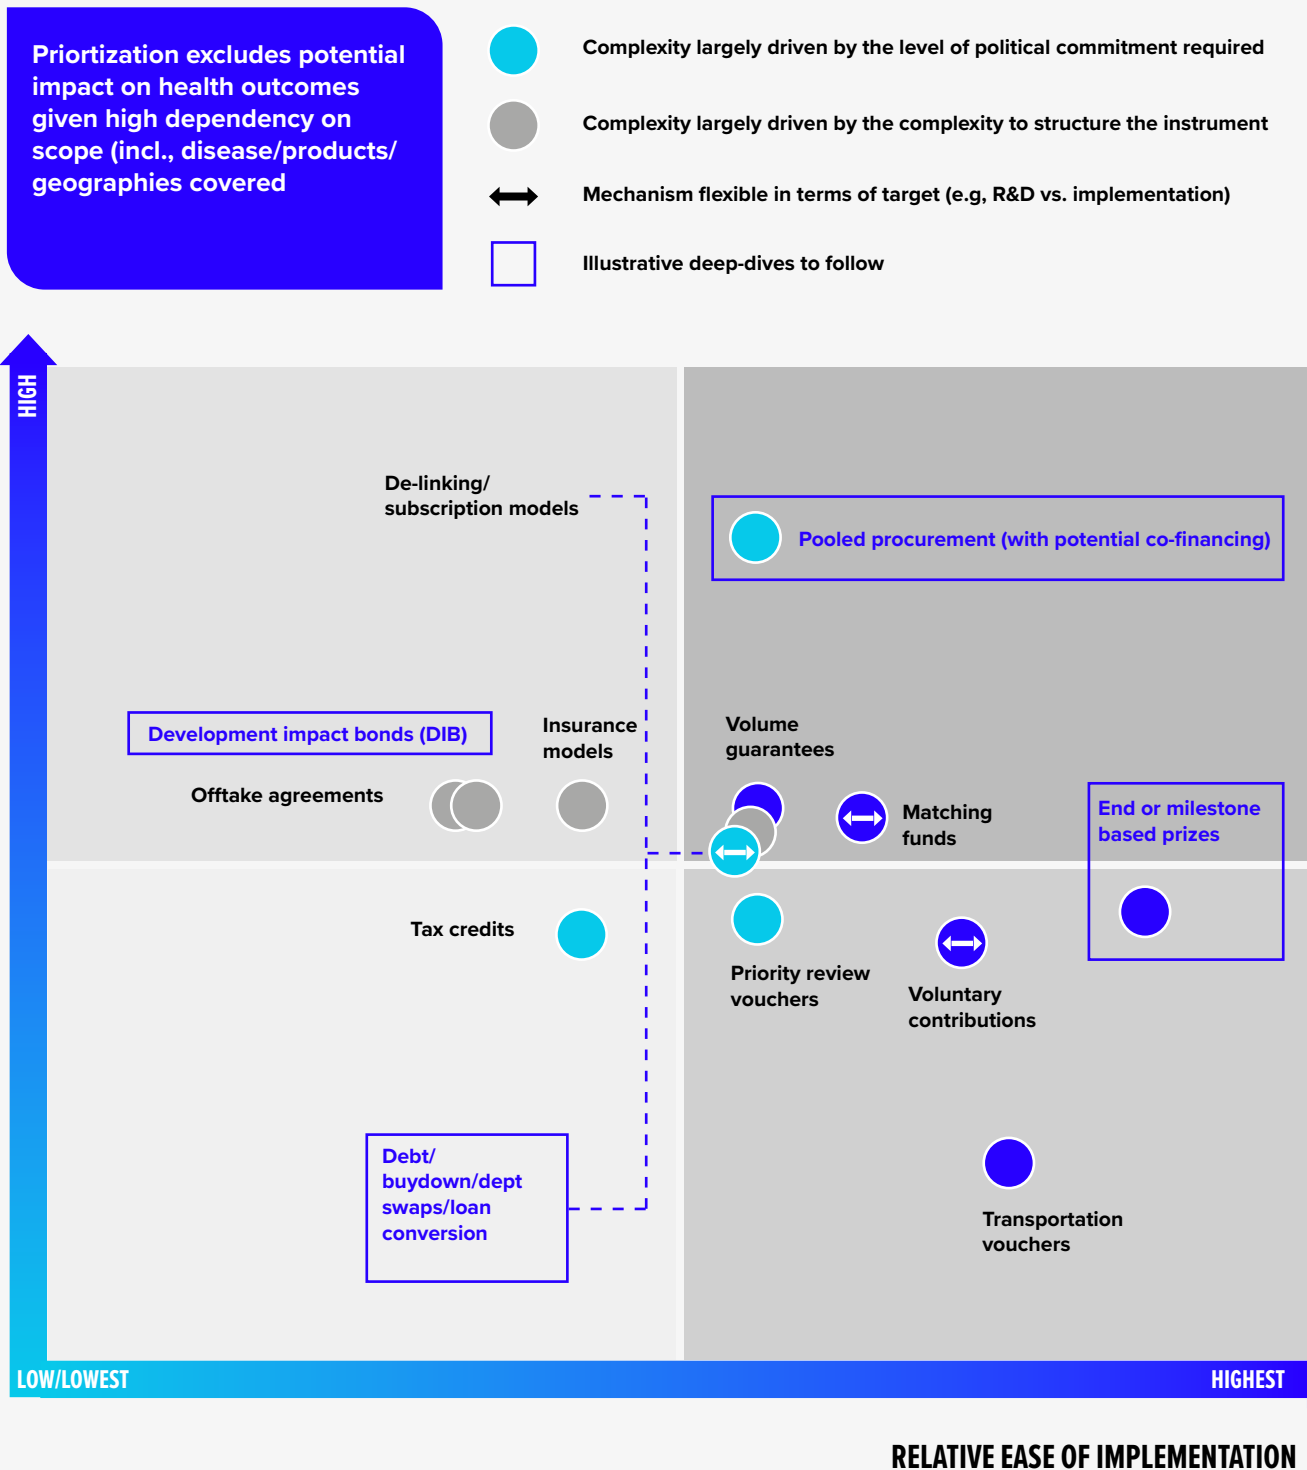 Priortization excludes potential
impact on health outcomes
given high dependency on
scope (incl., disease/products/
geographies covered
Complexity largely driven by the level of political commitment required
Complexity largely driven by the complexity to structure the instrument
Mechanism flexible in terms of target (e.g, R&D vs. implementation)
Illustrative deep-dives to follow
HIGH
De-linking/
subscription models
Pooled procurement (with potential co-financing)
Development impact bonds (DIB)
Insurance
models
Volume
guarantees
Offtake agreements
Matching
funds
End or milestone
based prizes
Tax credits
Priority review
vouchers
Voluntary
contributions
Debt/
buydown/dept
swaps/loan
conversion
Transportation
vouchers
LOW/LOWEST
HIGHEST
RELATIVE EASE OF IMPLEMENTATION